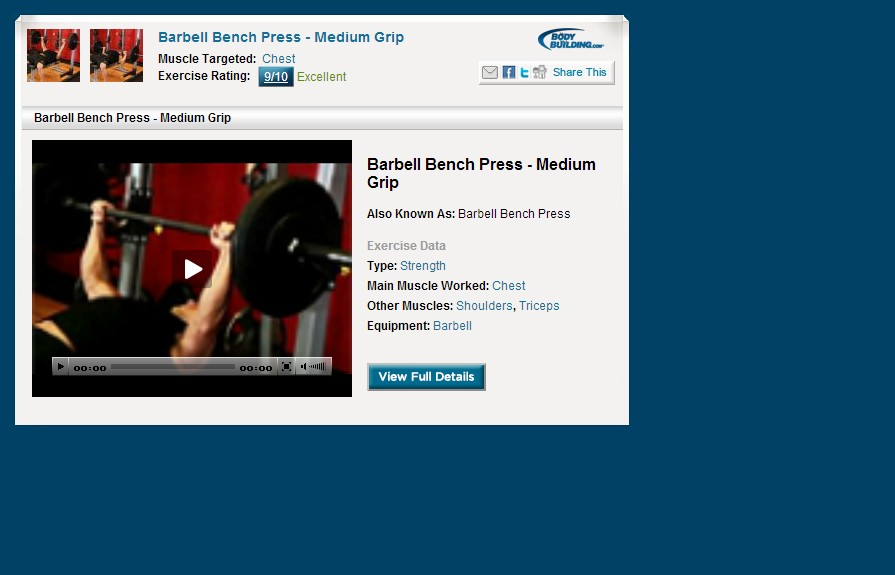 Barbell Bench Press - Medium Grip
Muscle Targeted: Chest
Exercise Rating: 9/10 Excellent
BODY
BUILDING.COM
Share This
Barbell Bench Press - Medium Grip
Barbell Bench Press - Medium
Grip
Also Known As: Barbell Bench Press
Exercise Data
Type: Strength
Main Muscle Worked: Chest
Other Muscles: Shoulders, Triceps
Equipment: Barbell
00:00 00:00
View Full Details